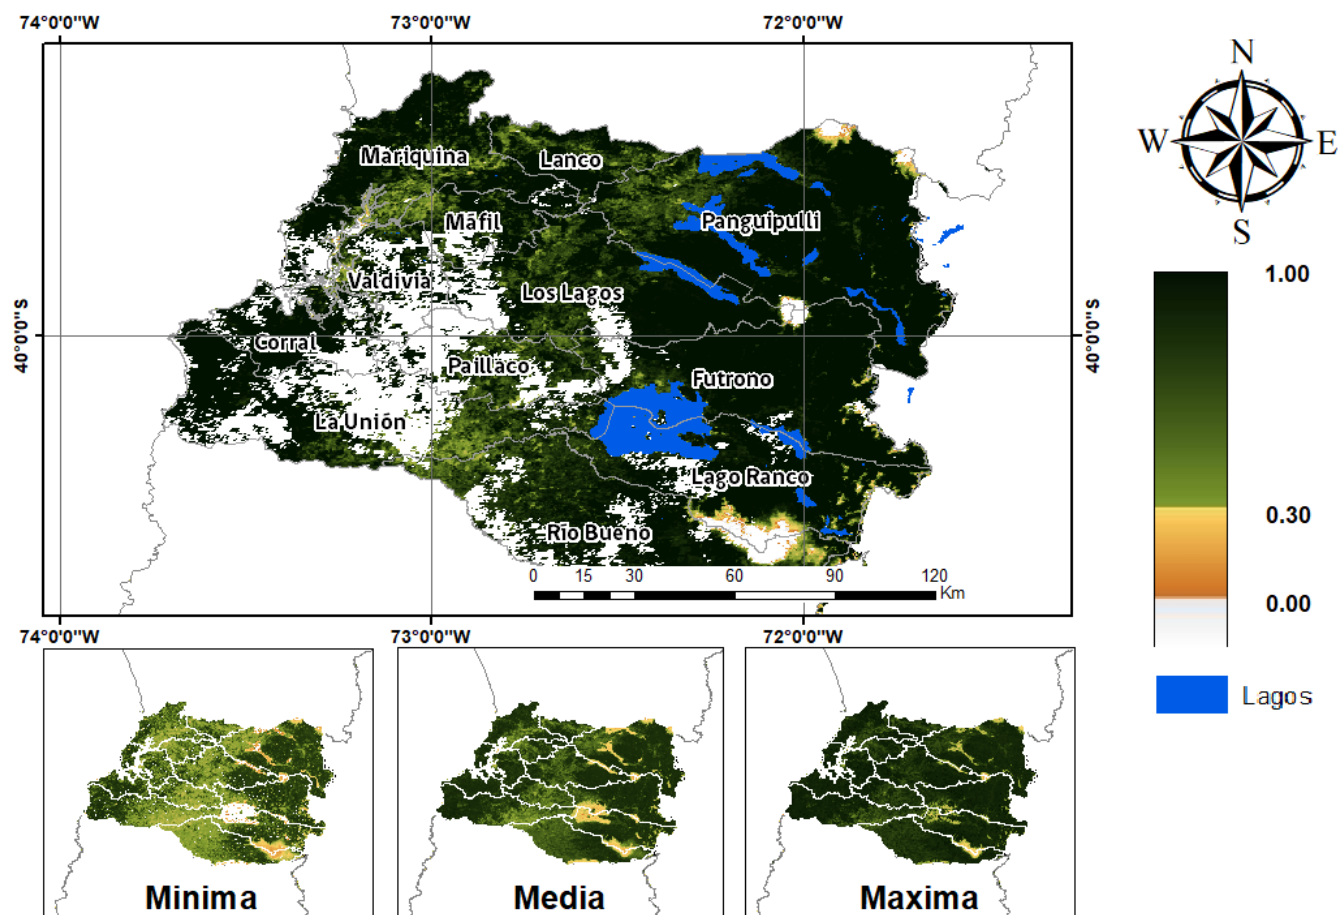 74°0'0"W 73°0'0"W 72°0'0"W
N
W E
S
Mariquina
Lanco
Máfil
Panguipulli
Valdivia
Los Lagos
Corral
Paillaco
Futrono
La Unión
Lago Ranco
Río Bueno
40°0'0"S
40°0'0"S
0 15 30 60 90 120
Km
74°0'0"W 73°0'0"W 72°0'0"W
1.00
0.30
0.00
Lagos
Minima
Media
Maxima